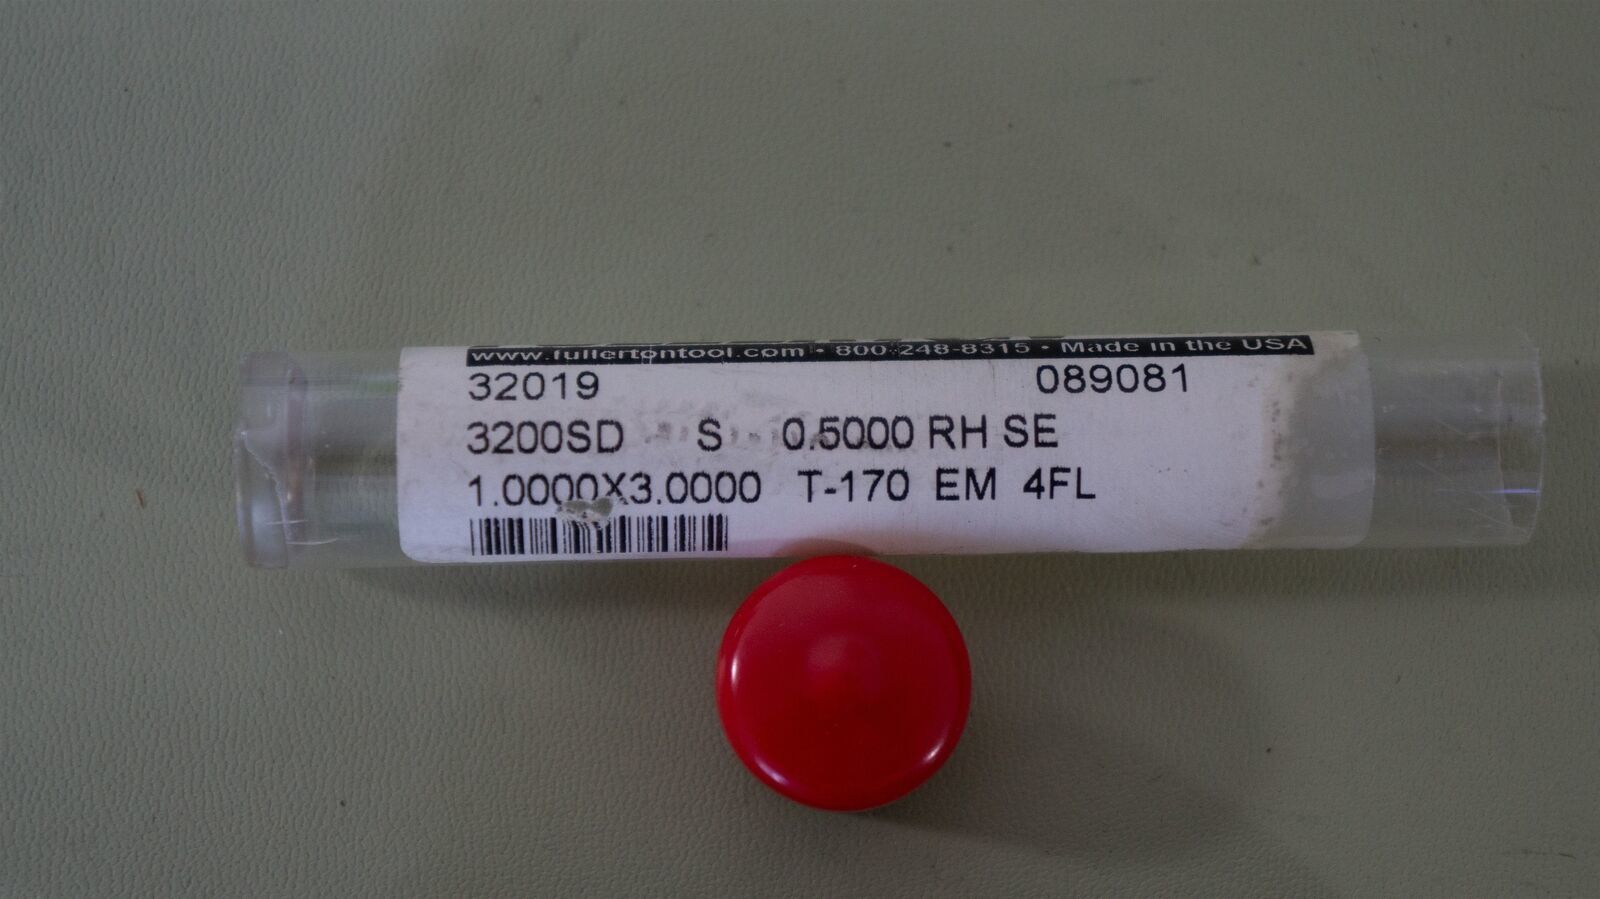 www.fullertontool.com • 800-248-8315 • Made in the USA
32019 089081
3200SD S 0.5000 RH SE
1.0000X3.0000 T-170 EM 4FL